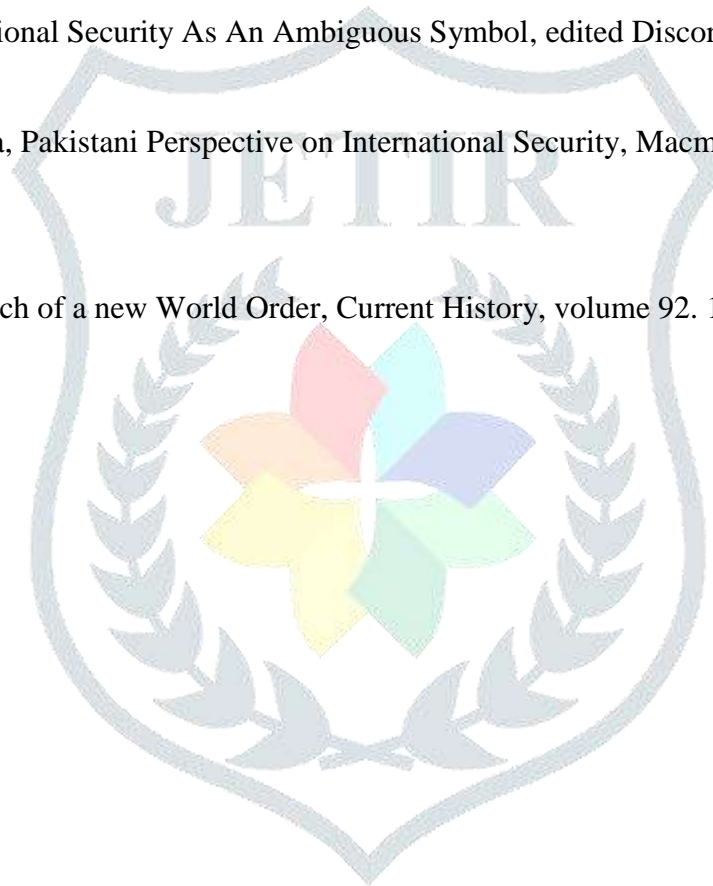 ional Security As An Ambiguous Symbol, edited Discor
a, Pakistani Perspective on International Security, Macm
JETIR
ch of a new World Order, Current History, volume 92. 1